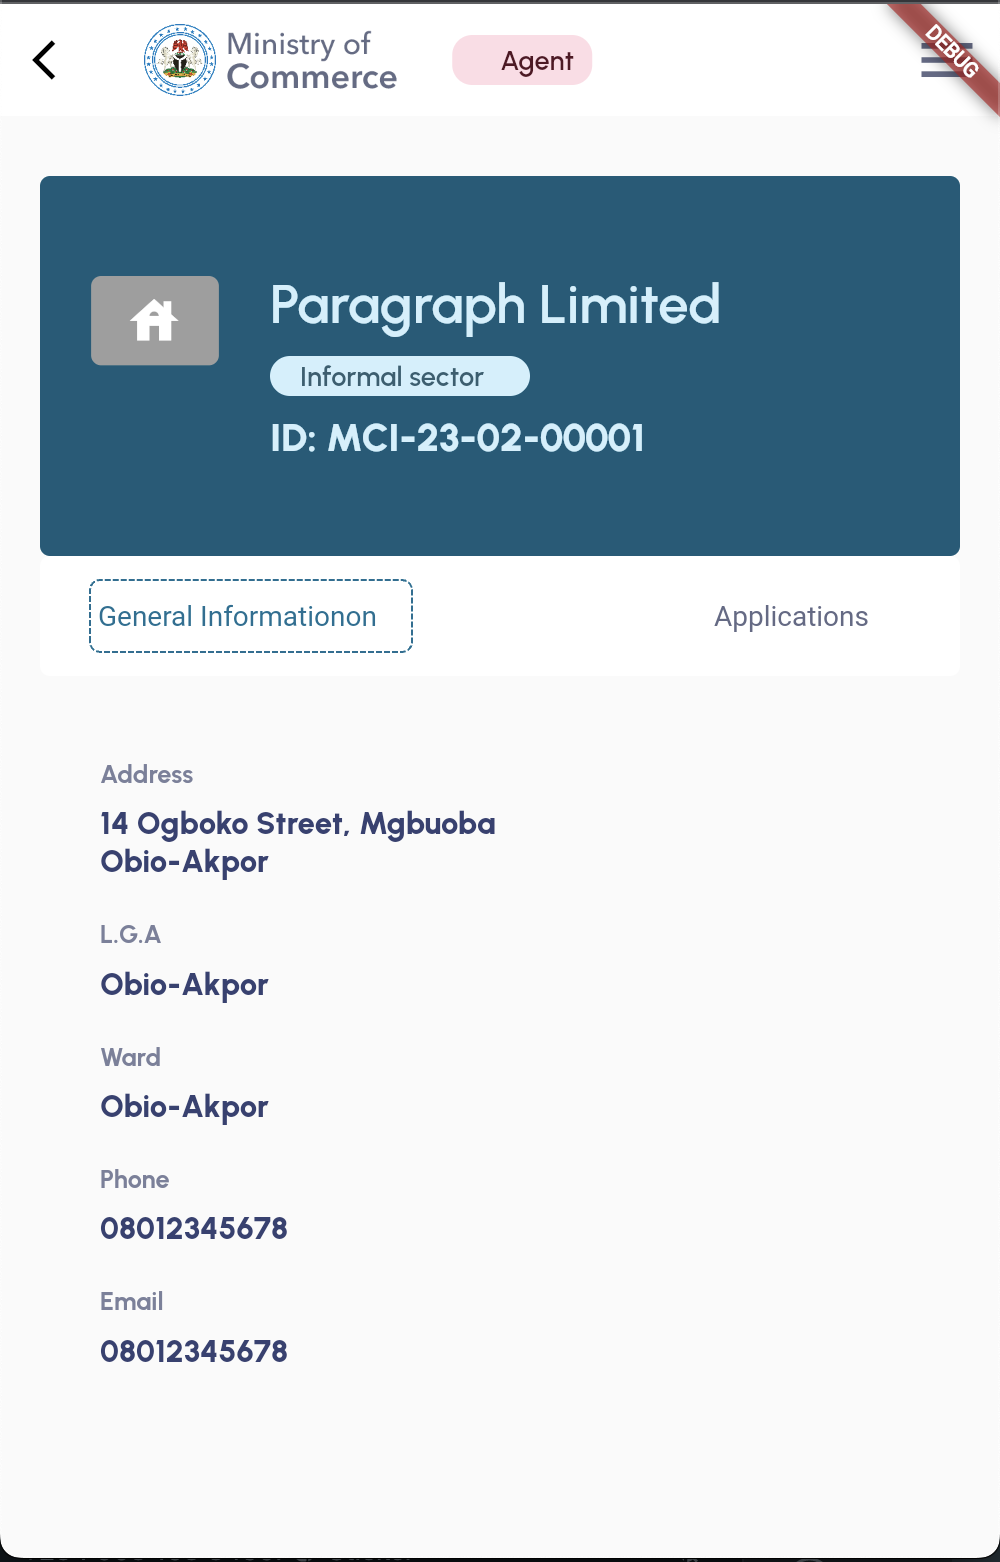 Ministry of
Commerce
Agent
DEBUG
Paragraph Limited
Informal sector
ID: MCI-23-02-00001
General Informationon
Applications
Address
14 Ogboko Street, Mgbuoba
Obio-Akpor
L.G.A
Obio-Akpor
Ward
Obio-Akpor
Phone
08012345678
Email
08012345678